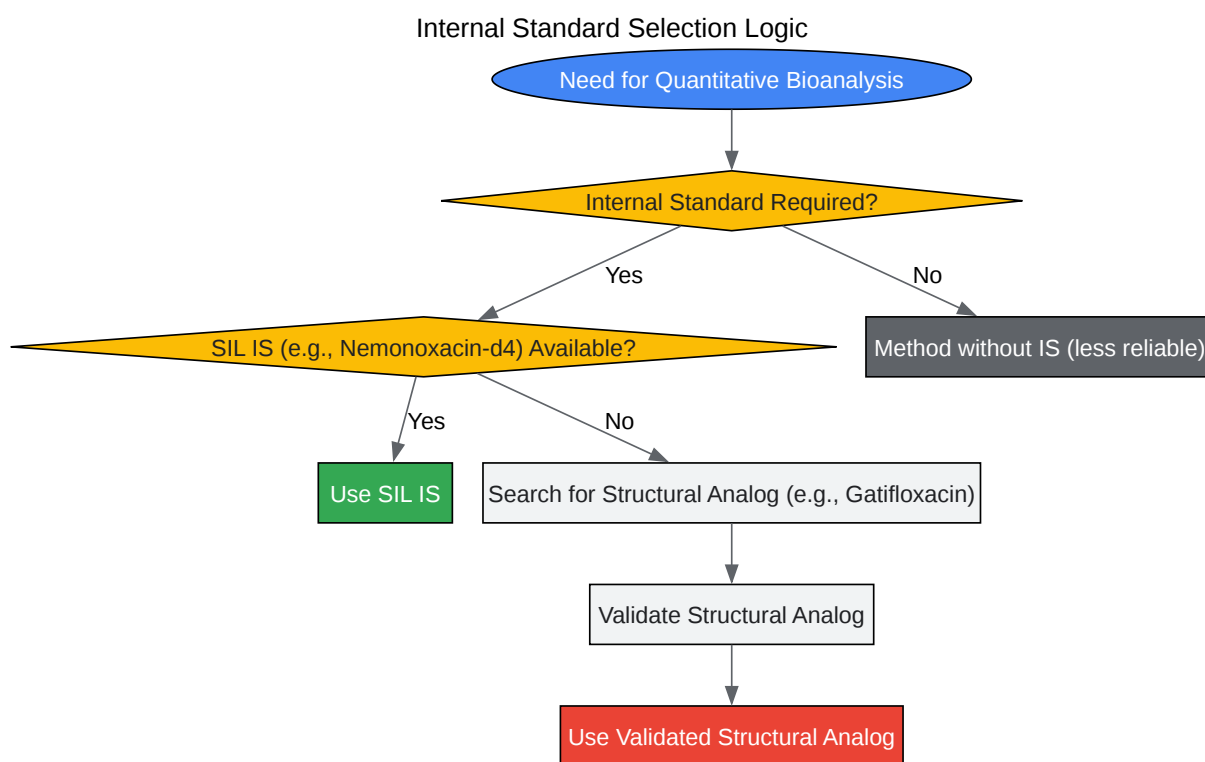 Internal Standard Selection Logic
Need for Quantitative Bioanalysis
Internal Standard Required?
Yes
No
SIL IS (e.g., Nemonoxacin-d4) Available?
Method without IS (less reliable)
Yes
No
Use SIL IS
Search for Structural Analog (e.g., Gatifloxacin)
Validate Structural Analog
Use Validated Structural Analog